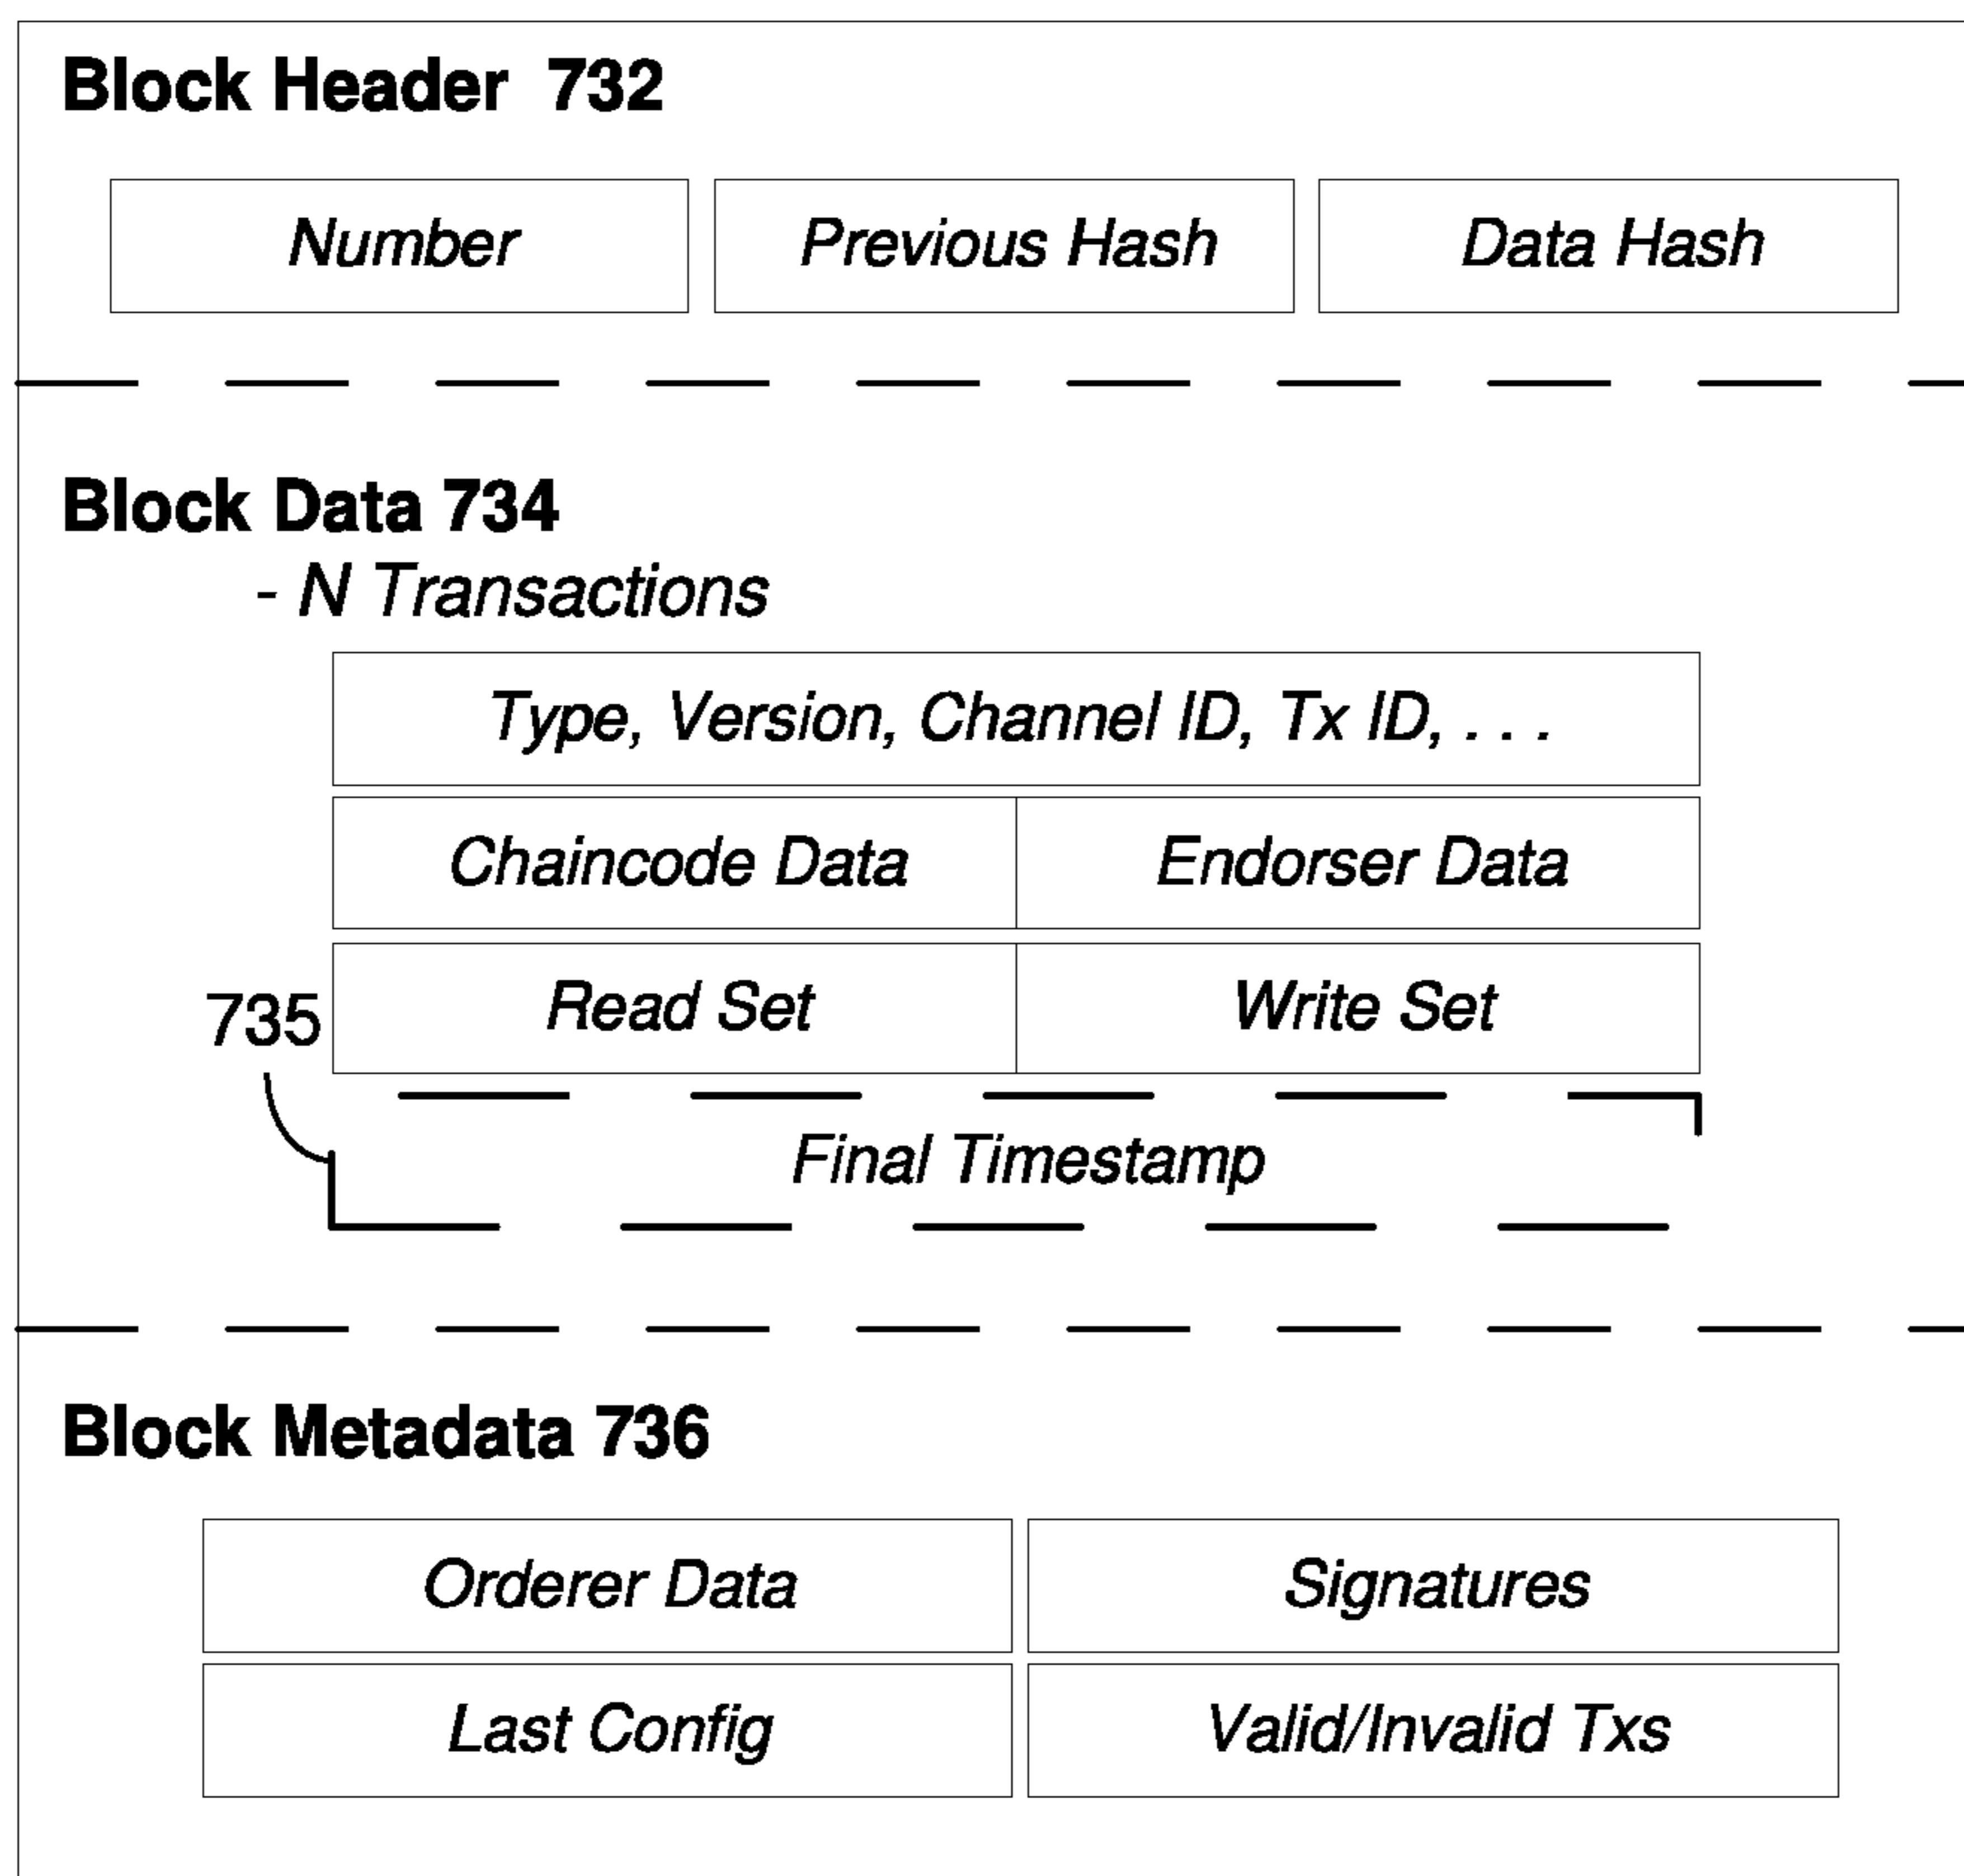 Block Header 732
Number
Previous Hash
Data Hash
Block Data 734
- N Transactions
Type, Version, Channel ID, Tx ID, . . .
Chaincode Data
Endorser Data
Read Set
Write Set
735
Final Timestamp
Block Metadata 736
Orderer Data
Signatures
Last Config
Valid/Invalid Txs